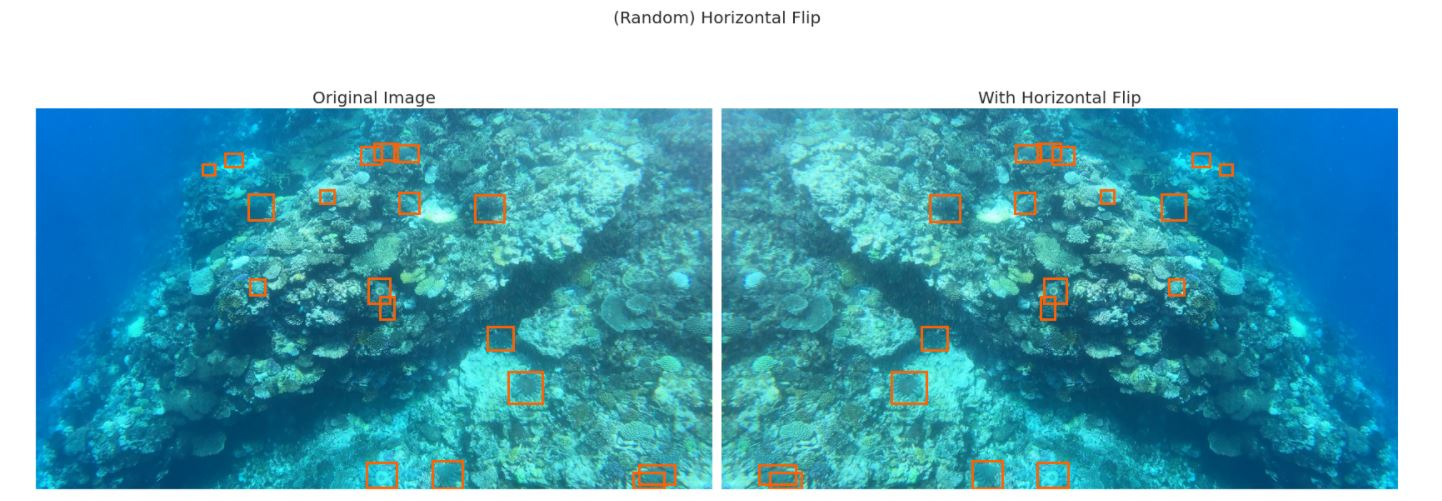 (Random) Horizontal Flip
Original Image
With Horizontal Flip